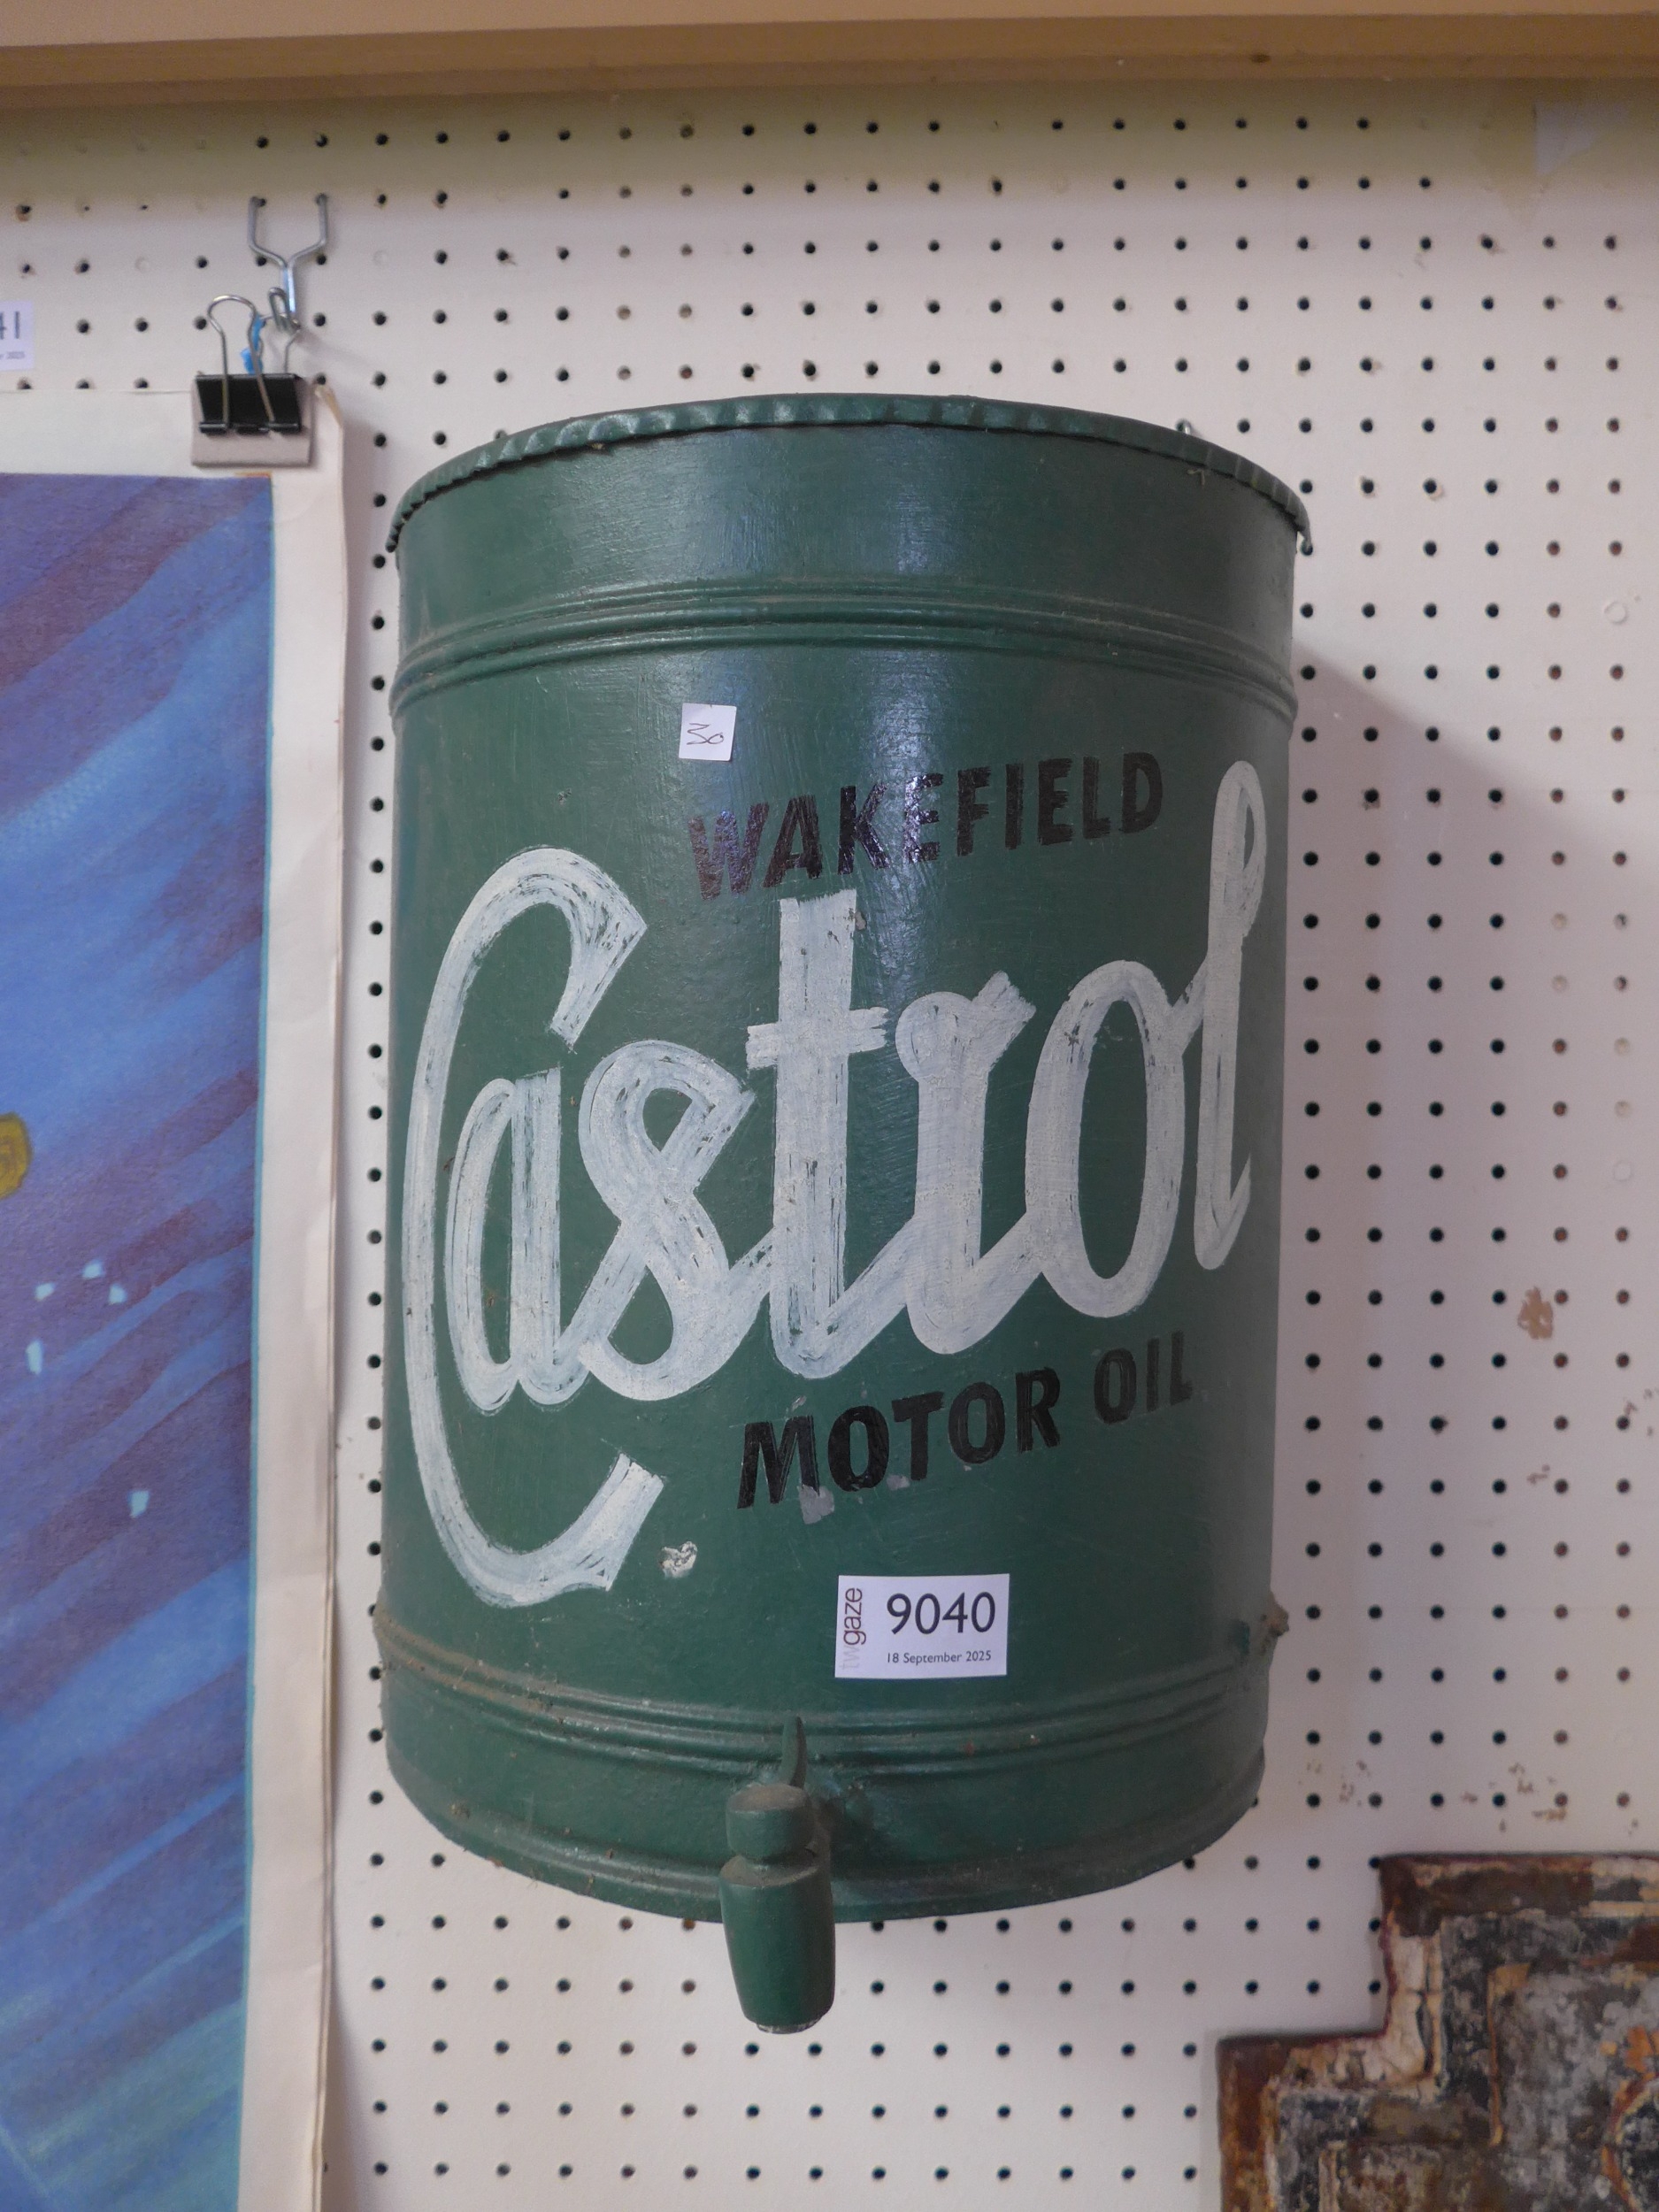 30
WAKEFIELD
Castrol
MOTOR OIL
twgaze
9040
18 September 2025